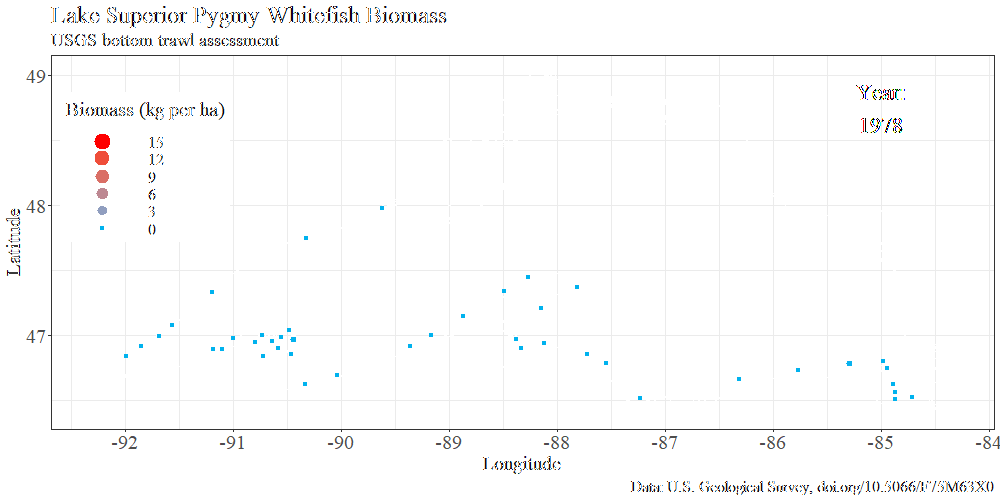 Lake Superior Pygmy Whitefish Biomass
USGS bottom trawl assessment
Year:
1978
Biomass (kg per ha)
15
12
9
6
3
0
Latitude
49
48
47
-92 -91 -90 -89 -88 -87 -86 -85 -84
Longitude
Data: U.S. Geological Survey, doi.org/10.5066/F75M63X0